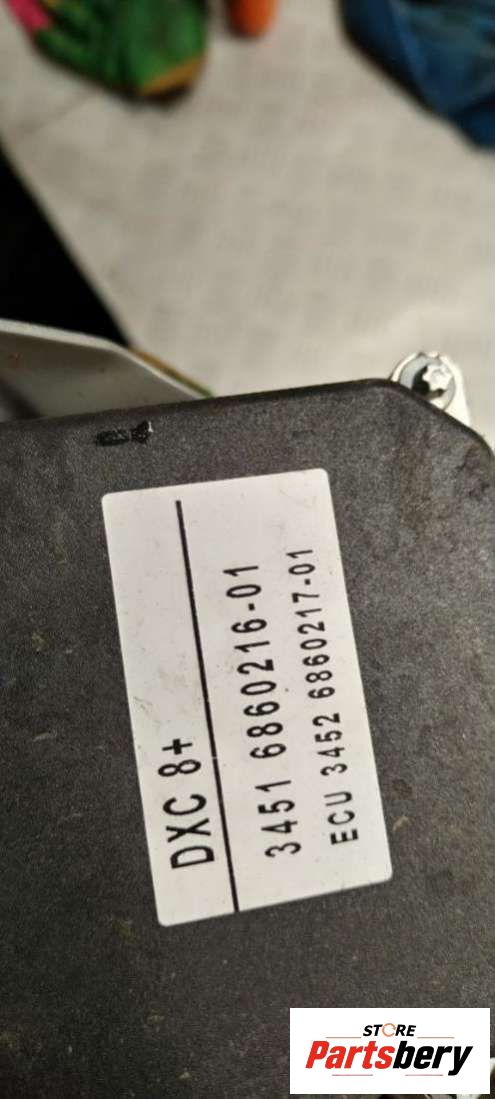 DXC 8+
3451 6860216-01
ECU 3452 6860217-01
STORE
Partsbery